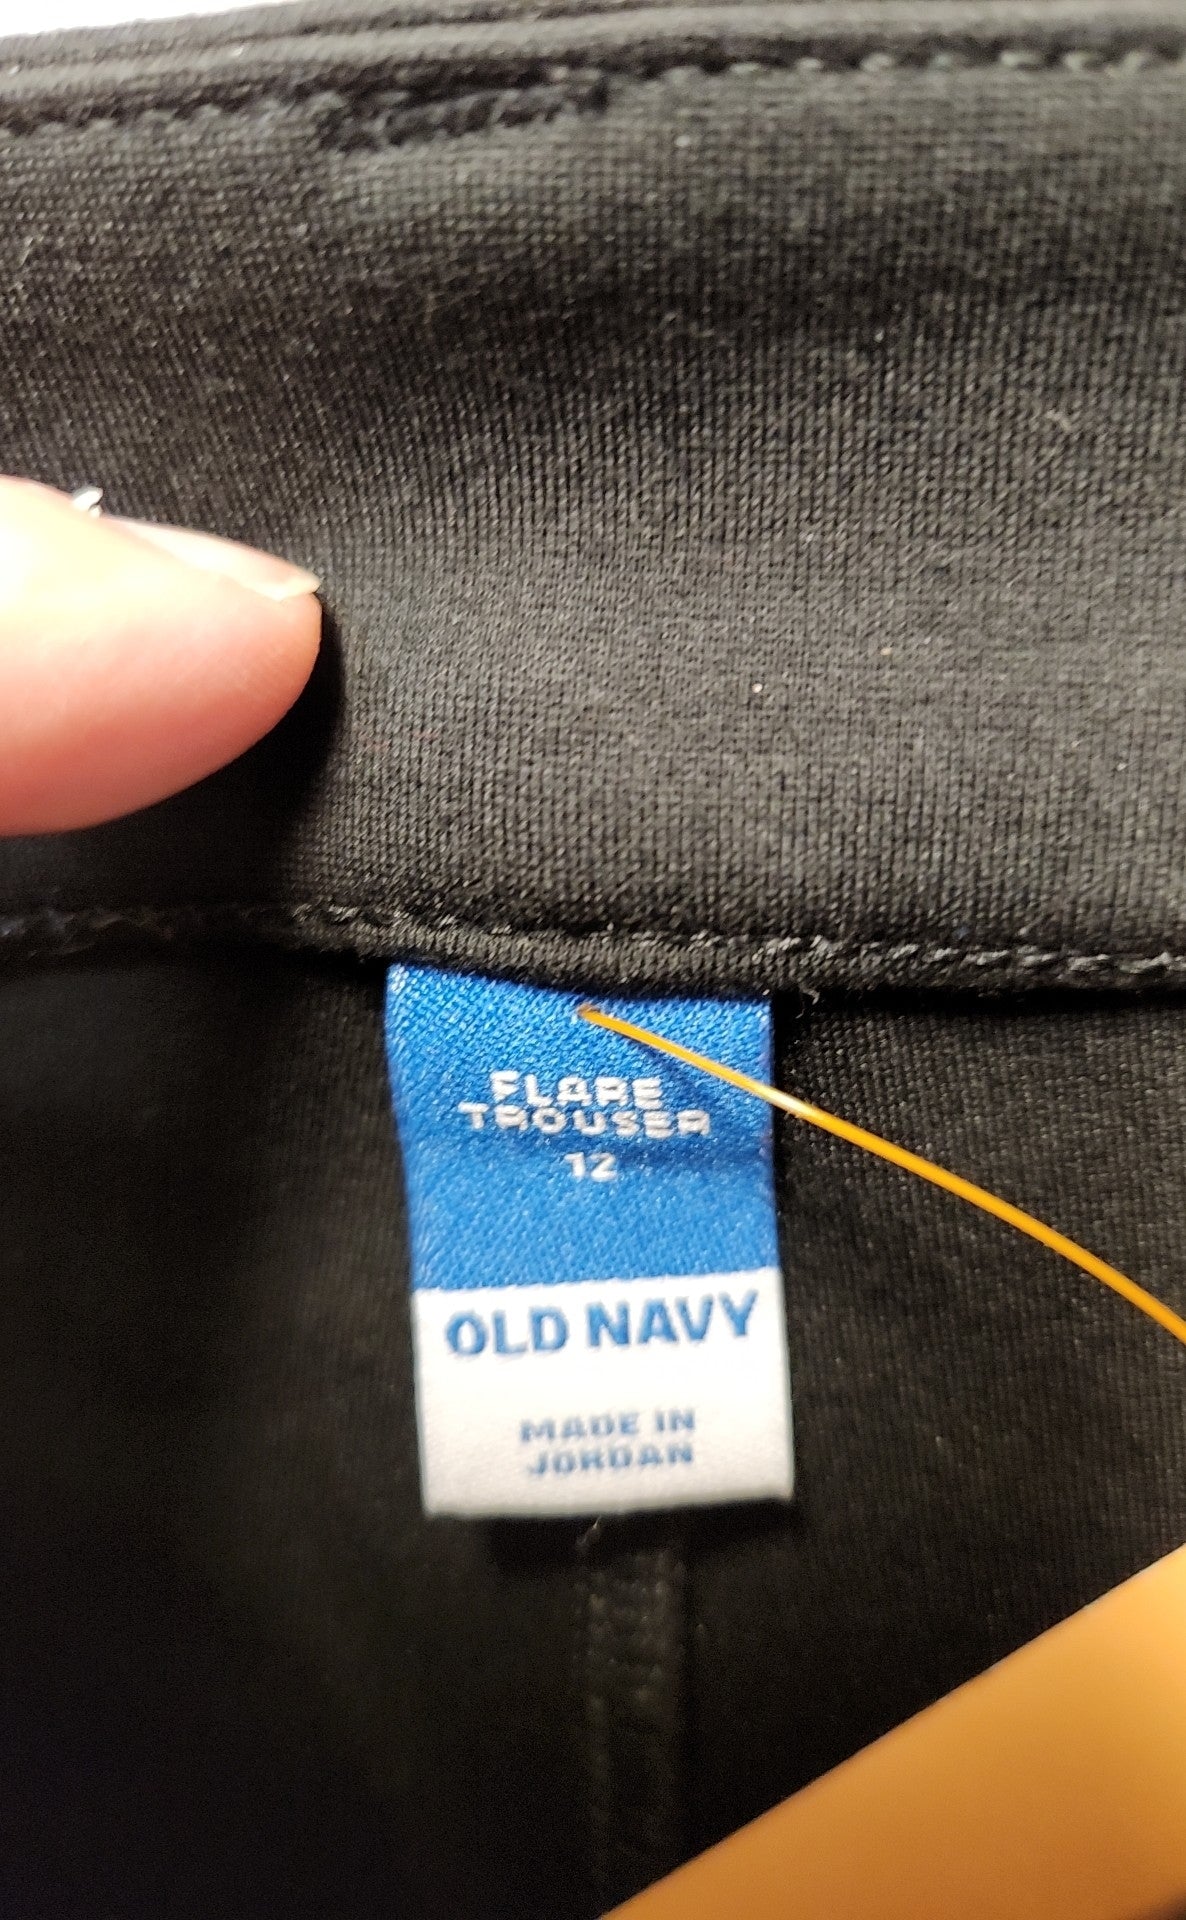 FLARE
TROUSER
12
OLD NAVY
MADE IN
JORDAN